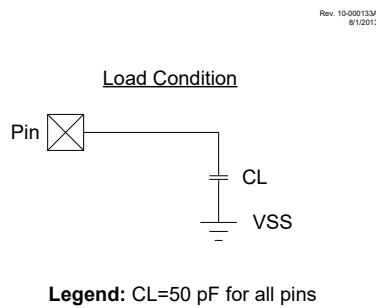 Rev. 10-000133A
8/1/2013
Load Condition
Pin
CL
VSS
Legend: CL=50 pF for all pins